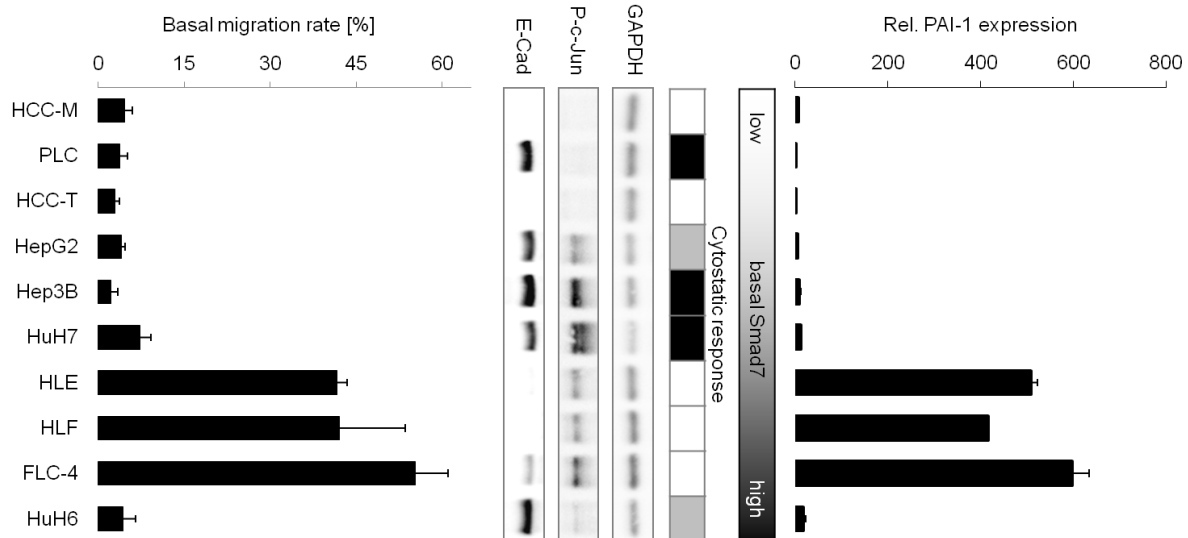 Basal migration rate [%]
E-Cad
P-c-Jun
GAPDH
Rel. PAI-1 expression
0 15 30 45 60
0 200 400 600 800
HCC-M
PLC
HCC-T
HepG2
Hep3B
HuH7
HLE
HLF
FLC-4
HuH6
Cytostatic response
low
basal Smad7
high